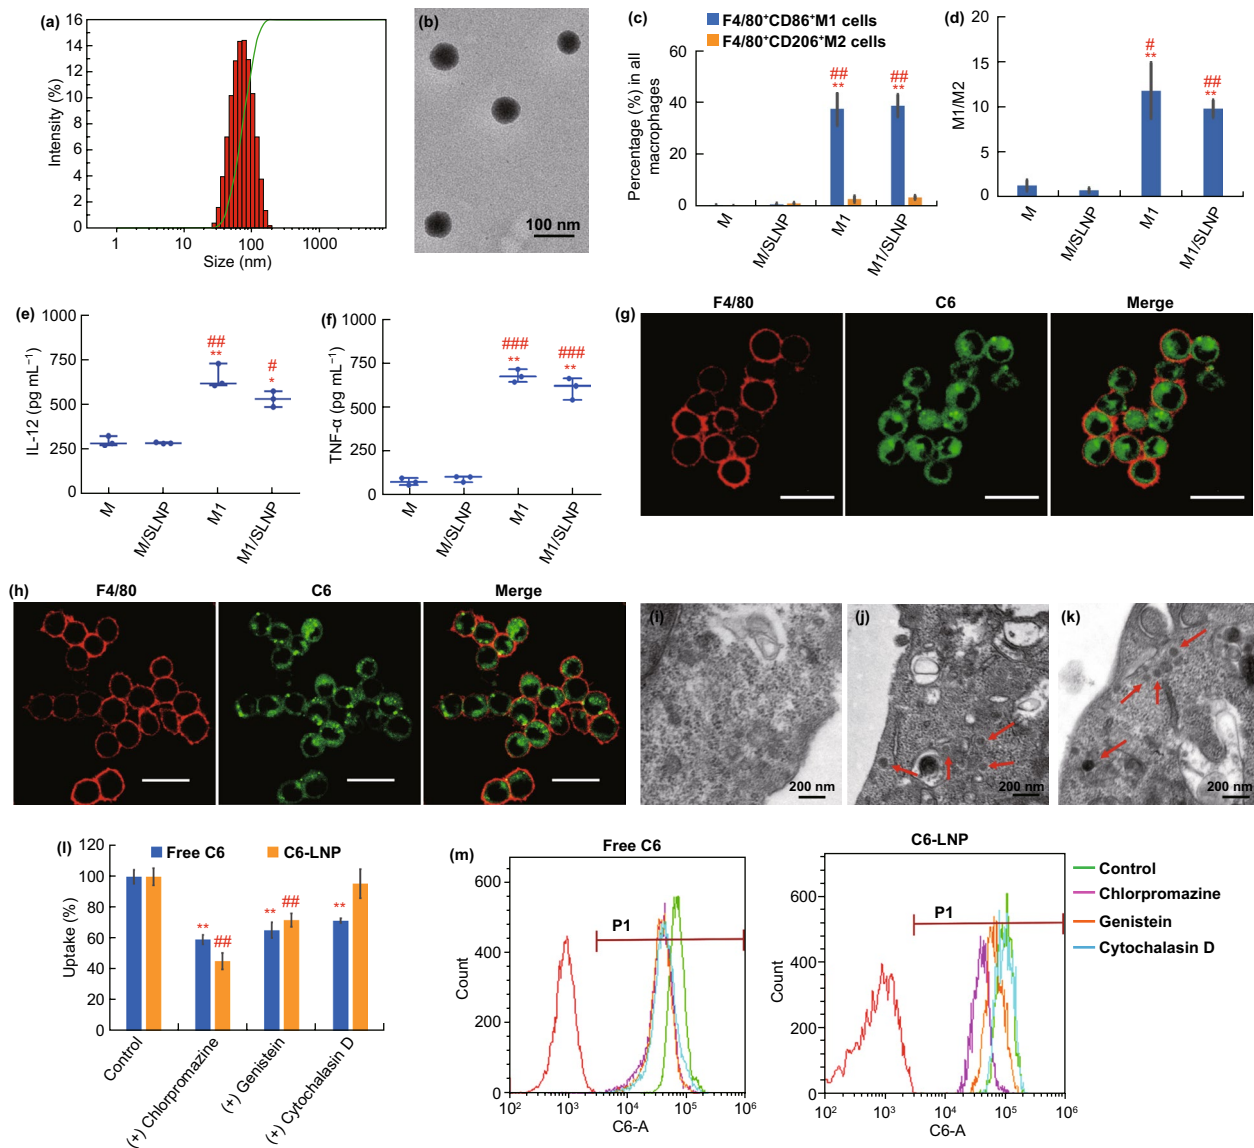 (a)
Intensity (%)
16
14
12
10
8
6
4
2
0
1
10
100
1000
Size (nm)
(b)
100 nm
(c)
F4/80+CD86+M1 cells
F4/80+CD206+M2 cells
Percentage (%) in all
macrophages
60
40
20
0
M
M/SLNP
M1
M1/SLNP
##
**
##
**
(d)
M1/M2
20
15
10
5
0
M
M/SLNP
M1
M1/SLNP
#
**
##
**
(e)
IL-12 (pg mL−1)
1000
750
500
250
0
M
M/SLNP
M1
M1/SLNP
##
**
#
*
(f)
TNF-α (pg mL−1)
1000
750
500
250
0
M
M/SLNP
M1
M1/SLNP
###
**
###
**
(g)
F4/80 C6 Merge
(h)
F4/80 C6 Merge
(i)
200 nm
(j)
200 nm
(k)
200 nm
(l)
Free C6 C6-LNP
Uptake (%)
120
100
80
60
40
20
0
Control
(+) Chlorpromazine
(+) Genistein
(+) Cytochalasin D
**
##
**
##
**
(m)
Free C6
P1
Count
600
400
200
0
102 103 104 105 106
C6-A
C6-LNP
P1
Count
600
400
200
0
102 103 104 105 106
C6-A
Control
Chlorpromazine
Genistein
Cytochalasin D